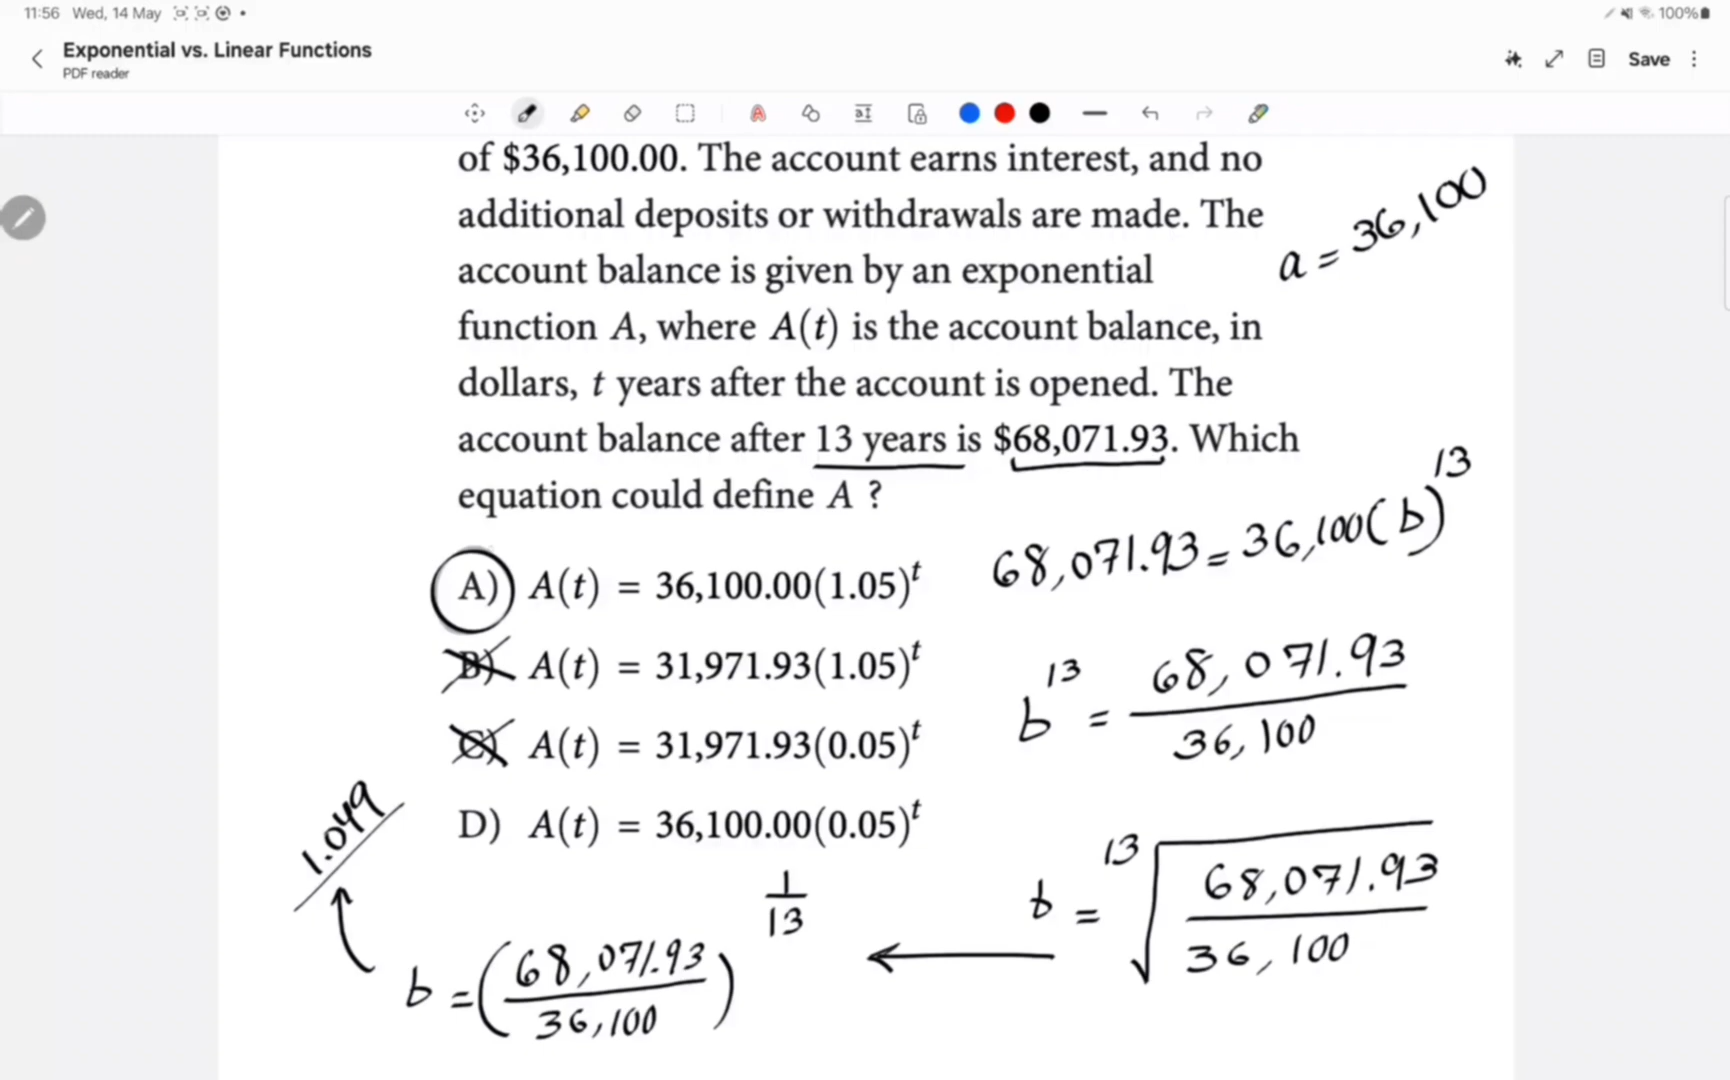 11:56 Wed, 14 May
100%
Exponential vs. Linear Functions
PDF reader
Save
of $36,100.00. The account earns interest, and no
additional deposits or withdrawals are made. The
account balance is given by an exponential
function A, where A(t) is the account balance, in
dollars, t years after the account is opened. The
account balance after 13 years is $68,071.93. Which
equation could define A ?
a = 36,100
A) A(t) = 36,100.00(1.05)^t
B) A(t) = 31,971.93(1.05)^t
C) A(t) = 31,971.93(0.05)^t
D) A(t) = 36,100.00(0.05)^t
68,071.93 = 36,100(b)^13
b^13 = 68,071.93
36,100
b = 13√ 68,071.93
36,100
b = (68,071.93
36,100)
1
13
1.049